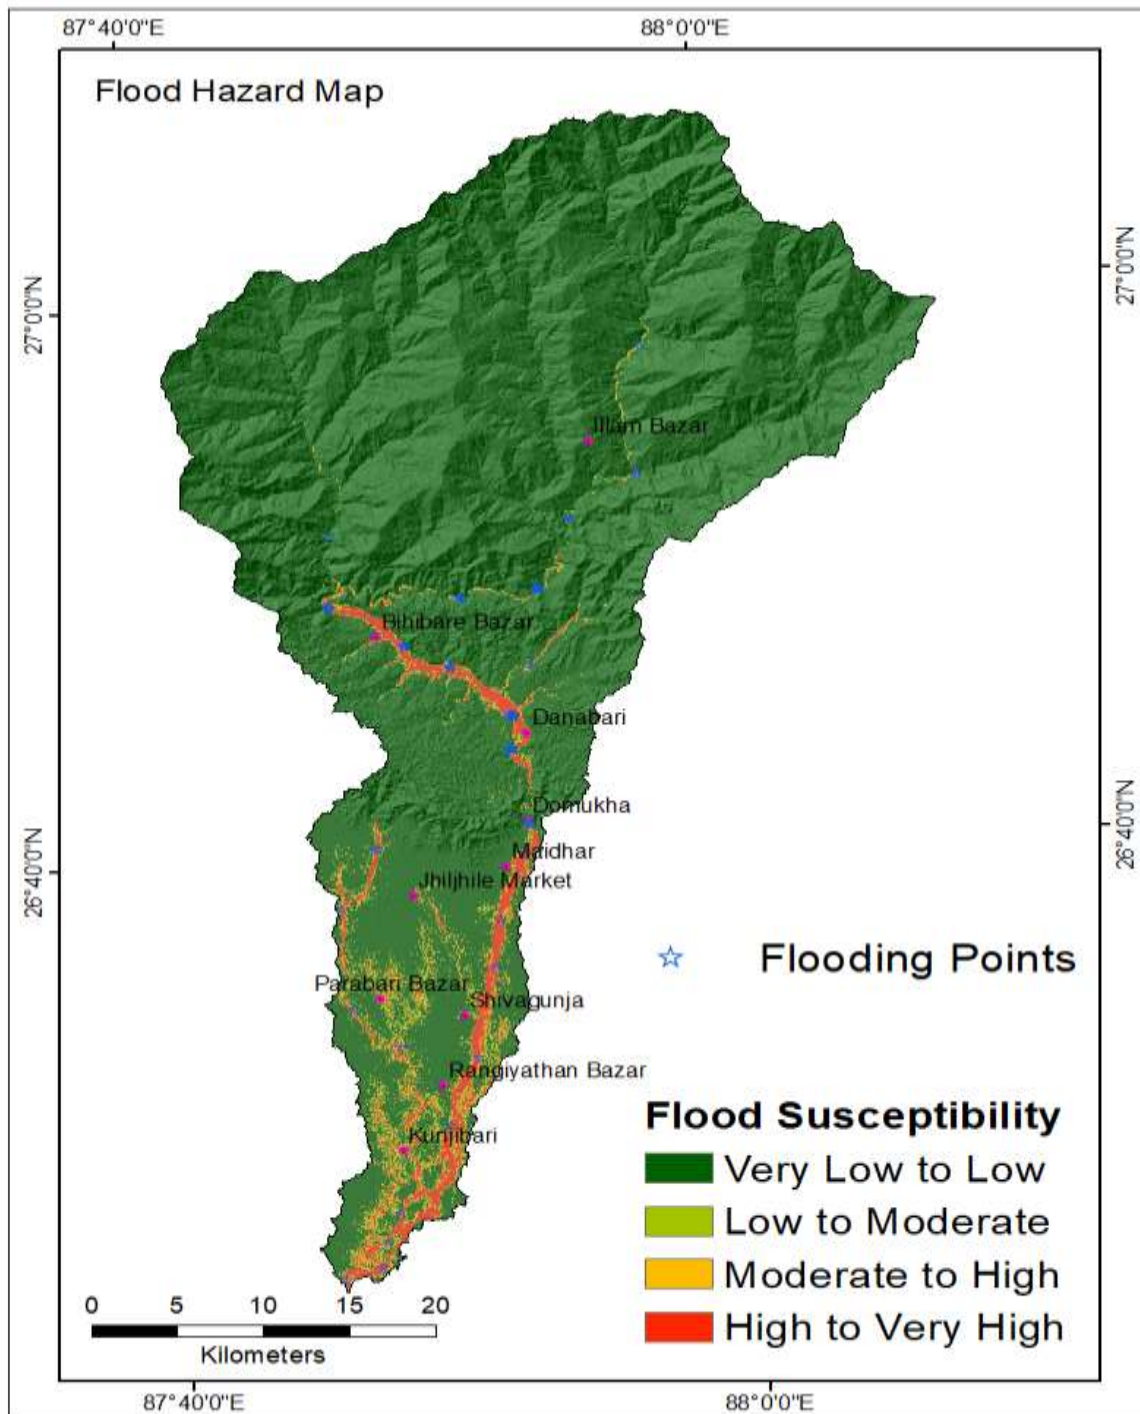 87°40'0"E
88°0'0"E
Flood Hazard Map
27°0'0"N
27°0'0"N
Illam Bazar
Bihibare Bazar
Danabari
Domukha
26°40'0"N
26°40'0"N
Maidhar
Jhiljhile Market
Flooding Points
Parabari Bazar
Shivagunja
Rangiyathan Bazar
Kunjibari
Flood Susceptibility
Very Low to Low
Low to Moderate
Moderate to High
High to Very High
0 5 10 15 20
Kilometers
87°40'0"E
88°0'0"E